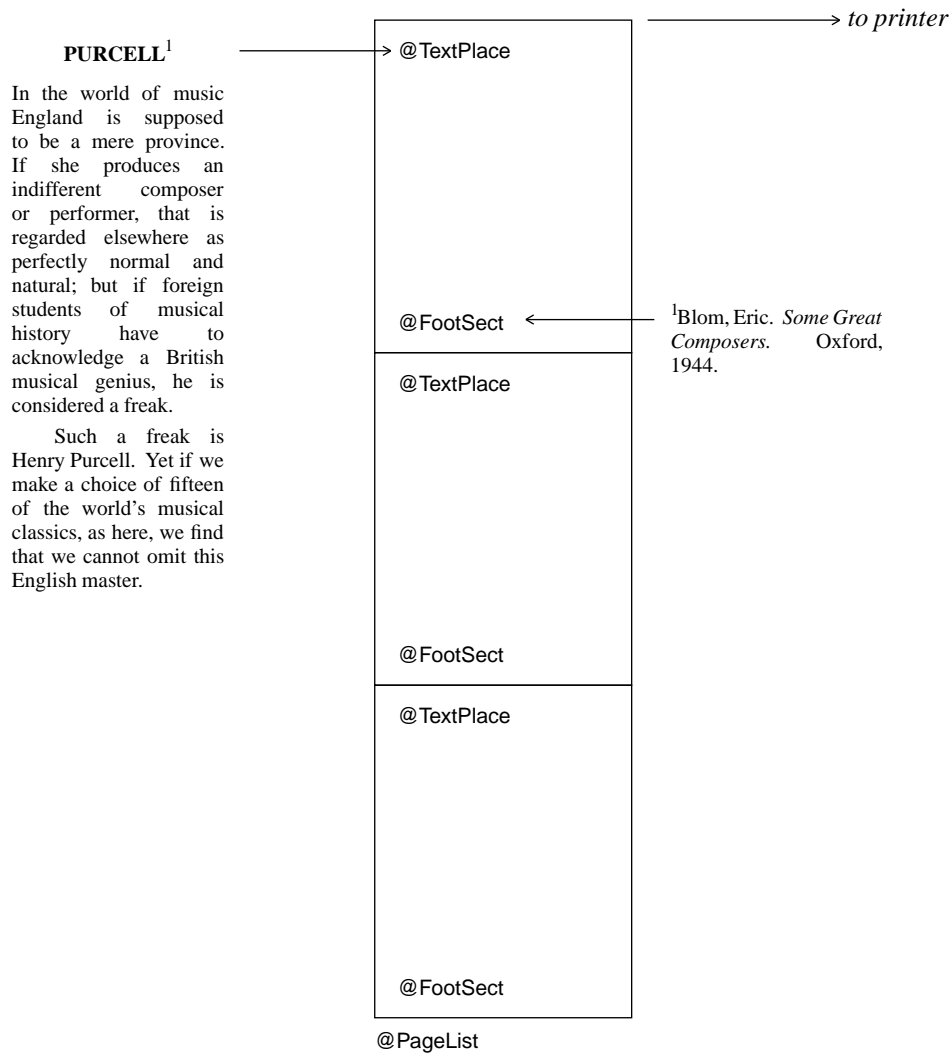 to printer
PURCELL1
In the world of music
England is supposed
to be a mere province.
If she produces an
indifferent composer
or performer, that is
regarded elsewhere as
perfectly normal and
natural; but if foreign
students of musical
history have to
acknowledge a British
musical genius, he is
considered a freak.
Such a freak is
Henry Purcell. Yet if we
make a choice of fifteen
of the world's musical
classics, as here, we find
that we cannot omit this
English master.
@TextPlace
@FootSect
1Blom, Eric. Some Great
Composers. Oxford,
1944.
@TextPlace
@FootSect
@TextPlace
@FootSect
@PageList